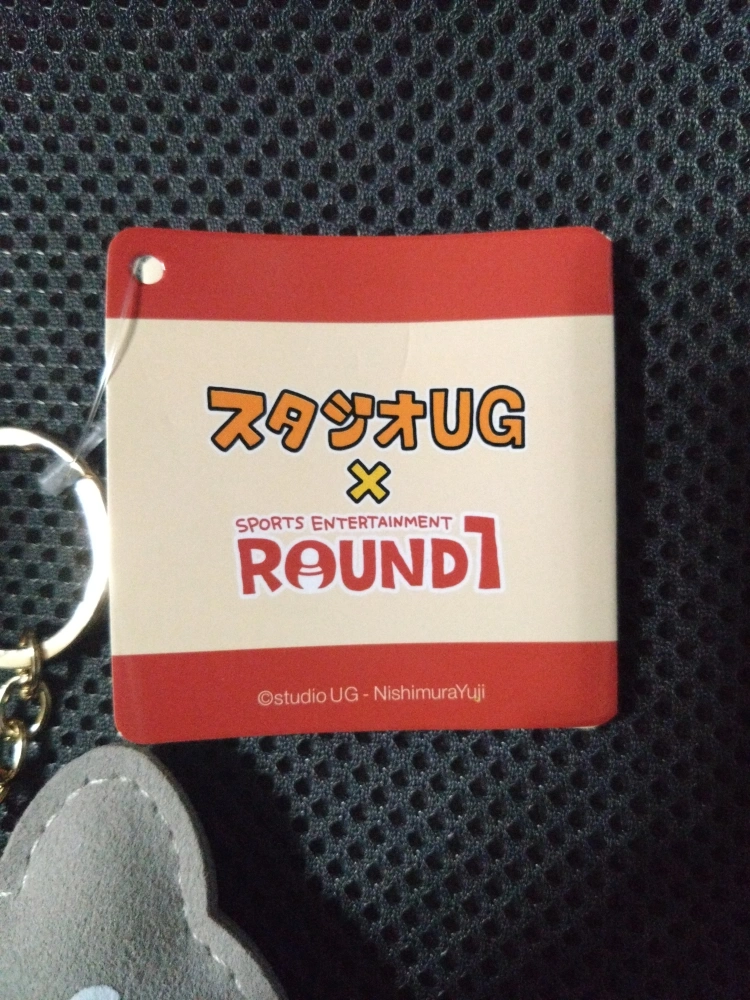 スタジオUG
×
SPORTS ENTERTAINMENT
ROUND1
©studio UG - NishimuraYuji